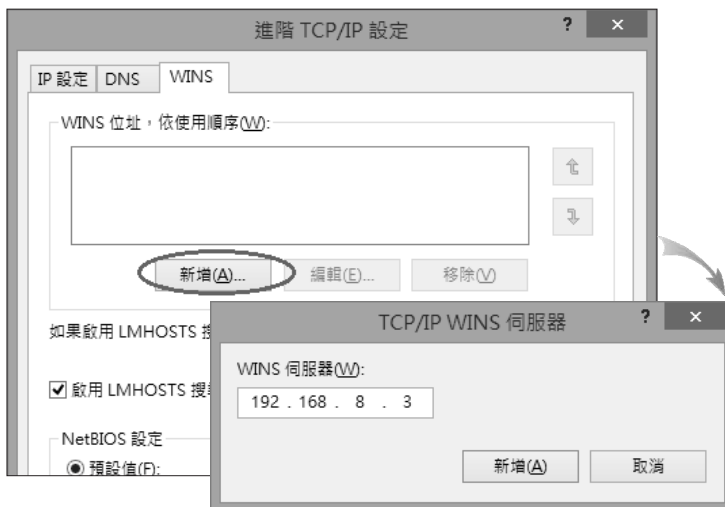 進階 TCP/IP 設定 ? ×
IP 設定 DNS WINS
WINS 位址，依使用順序(W):
新增(A)... 編輯(E)... 移除(V)
如果啟用 LMHOSTS
啟用 LMHOSTS 搜
NetBIOS 設定
預設值(F):
TCP/IP WINS 伺服器 ? ×
WINS 伺服器(W):
192 . 168 . 8 . 3
新增(A) 取消